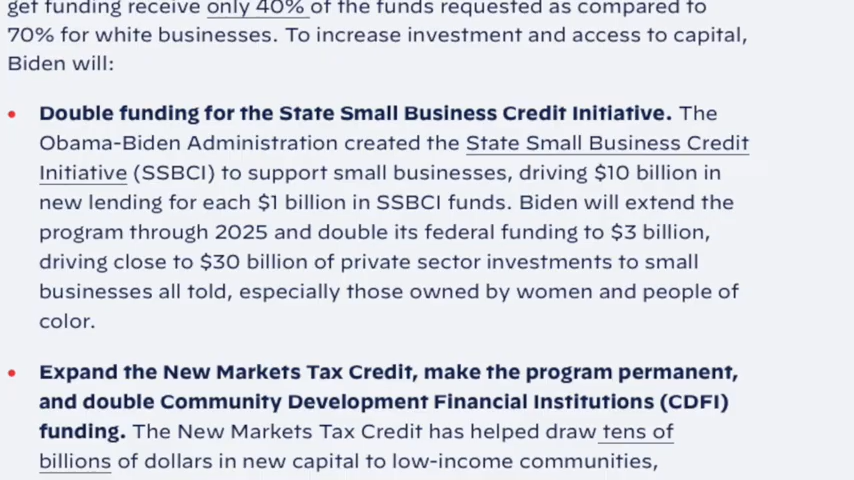 get funding receive only 40% of the funds requested as compared to
70% for white businesses. To increase investment and access to capital,
Biden will:
• Double funding for the State Small Business Credit Initiative. The
Obama-Biden Administration created the State Small Business Credit
Initiative (SSBCI) to support small businesses, driving $10 billion in
new lending for each $1 billion in SSBCI funds. Biden will extend the
program through 2025 and double its federal funding to $3 billion,
driving close to $30 billion of private sector investments to small
businesses all told, especially those owned by women and people of
color.
• Expand the New Markets Tax Credit, make the program permanent,
and double Community Development Financial Institutions (CDFI)
funding. The New Markets Tax Credit has helped draw tens of
billions of dollars in new capital to low-income communities,